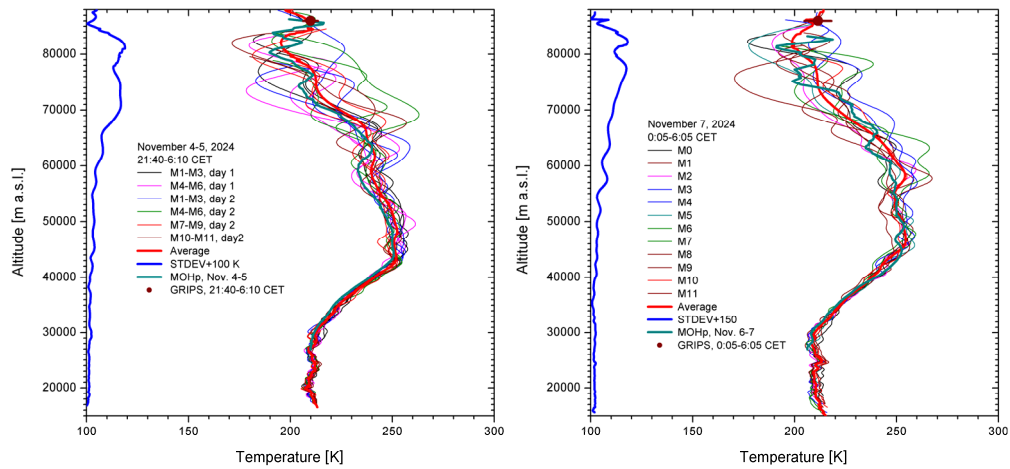 80000
70000
60000
50000
40000
30000
20000
100
150
200
250
300
Altitude [m a.s.l.]
Temperature [K]
November 4-5, 2024
21:40-6:10 CET
M1-M3, day 1
M4-M6, day 1
M1-M3, day 2
M4-M6, day 2
M7-M9, day 2
M10-M11, day2
Average
STDEV+100 K
MOHp, Nov. 4-5
GRIPS, 21:40-6:10 CET
80000
70000
60000
50000
40000
30000
20000
100
150
200
250
300
Altitude [m a.s.l.]
Temperature [K]
November 7, 2024
0:05-6:05 CET
M0
M1
M2
M3
M4
M5
M6
M7
M8
M9
M10
M11
Average
STDEV+150
MOHp, Nov. 6-7
GRIPS, 0:05-6:05 CET